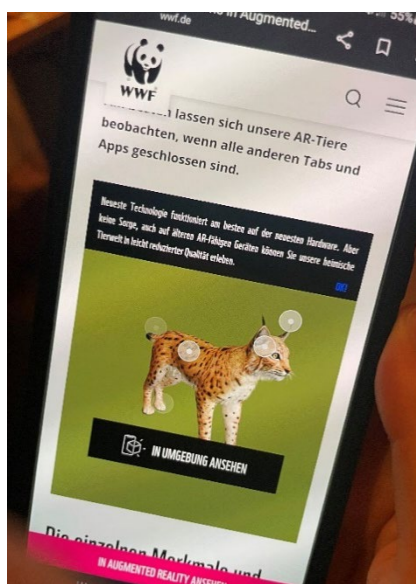 wwf.de
in Augmented...
55%
WWF
lassen sich unsere AR-Tiere
beobachten, wenn alle anderen Tabs und
Apps geschlossen sind.
Neueste Technologie funktioniert am besten auf der neuesten Hardware. Aber
keine Sorge, auch auf älteren AR-fähigen Geräten können Sie unsere heimische
Tierwelt in leicht reduzierter Qualität erleben.
IN UMGEBUNG ANSEHEN
Die einzelnen Merkmale und
IN AUGMENTED REALITY ANSEHEN